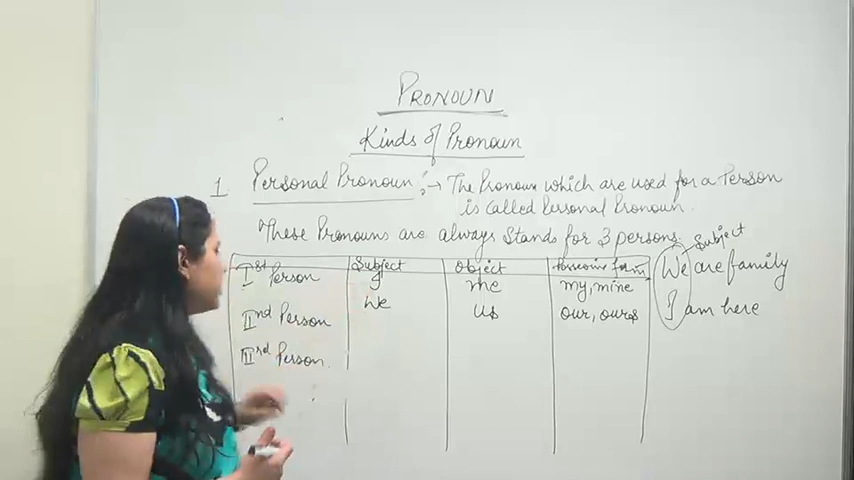 PRONOUN
Kinds of Pronoun
1. Personal Pronoun :→ The Pronoun which are used for a Person
is called Personal Pronoun.
These Pronouns are always Stands for 3 persons.
Subject
Subject Object Possessive form
We are family
Ist Person I me my, mine
We us our, ours
I am here
IInd Person
IIIrd Person